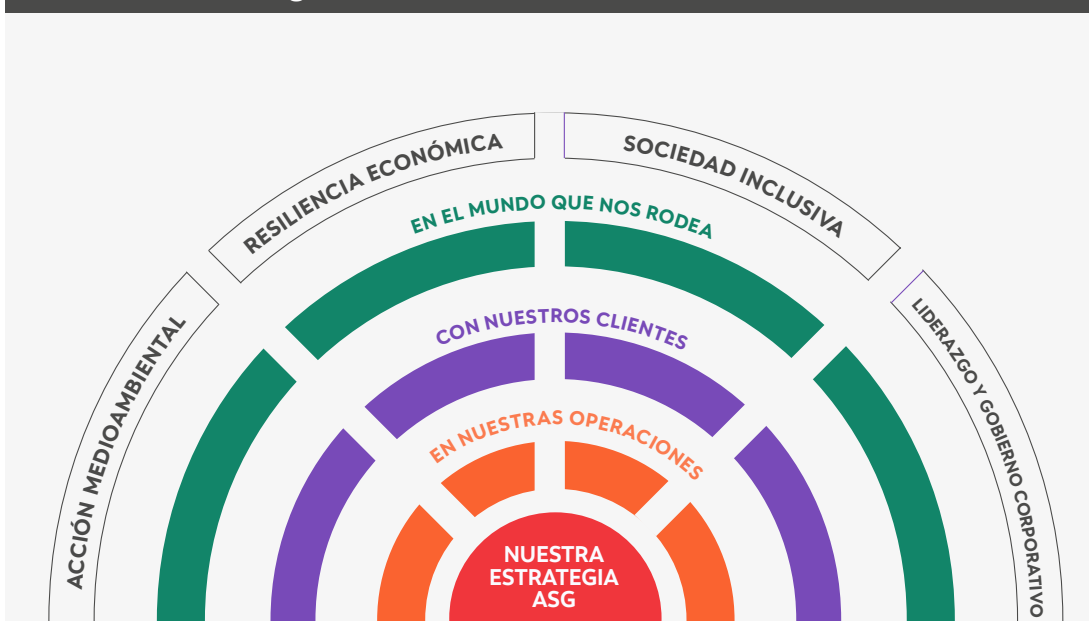 ACCIÓN MEDIOAMBIENTAL
RESILIENCIA ECONÓMICA
SOCIEDAD INCLUSIVA
LIDERAZGO Y GOBIERNO CORPORATIVO
EN EL MUNDO QUE NOS RODEA
CON NUESTROS CLIENTES
EN NUESTRAS OPERACIONES
NUESTRA
ESTRATEGIA
ASG